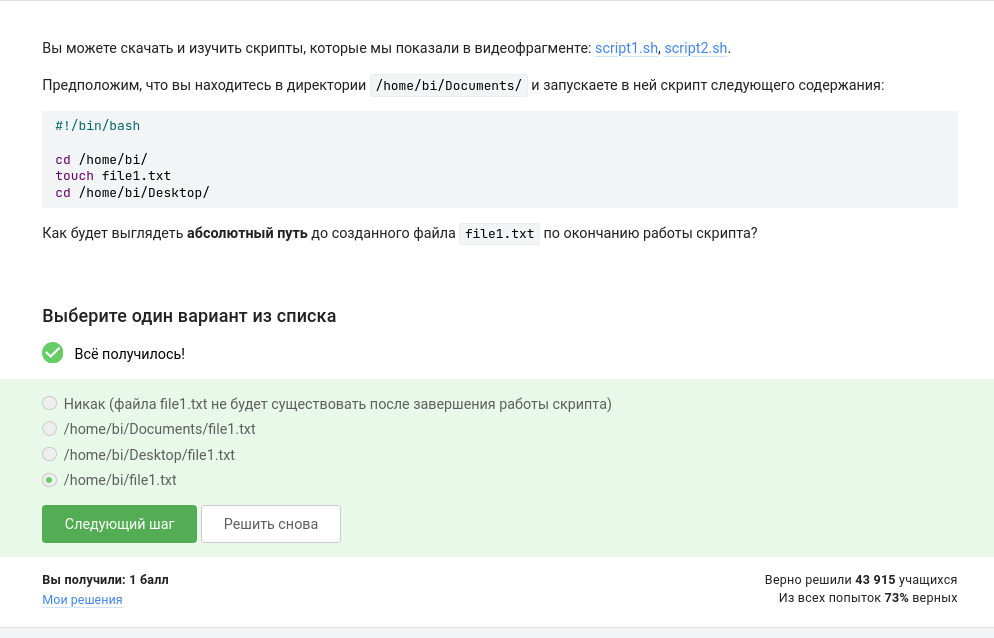 Вы можете скачать и изучить скрипты, которые мы показали в видеофрагменте: script1.sh, script2.sh.
Предположим, что вы находитесь в директории /home/bi/Documents/ и запускаете в ней скрипт следующего содержания:
#!/bin/bash
cd /home/bi/
touch file1.txt
cd /home/bi/Desktop/
Как будет выглядеть абсолютный путь до созданного файла file1.txt по окончанию работы скрипта?
Выберите один вариант из списка
Всё получилось!
Никак (файла file1.txt не будет существовать после завершения работы скрипта)
/home/bi/Documents/file1.txt
/home/bi/Desktop/file1.txt
/home/bi/file1.txt
Следующий шаг Решить снова
Вы получили: 1 балл
Мои решения
Верно решили 43 915 учащихся
Из всех попыток 73% верных